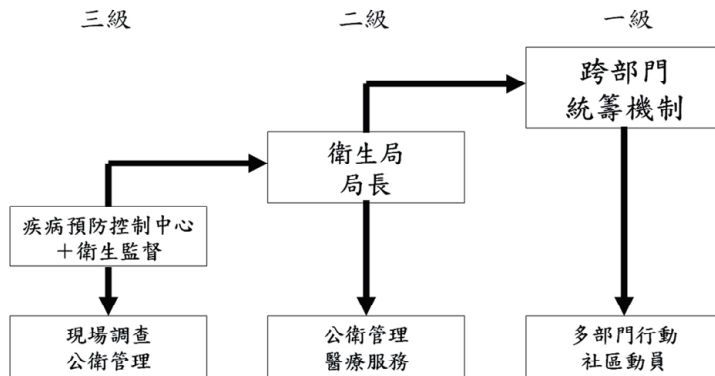 三級
二級
一級
跨部門
統籌機制
衛生局
局長
疾病預防控制中心
＋衛生監督
現場調查
公衛管理
公衛管理
醫療服務
多部門行動
社區動員